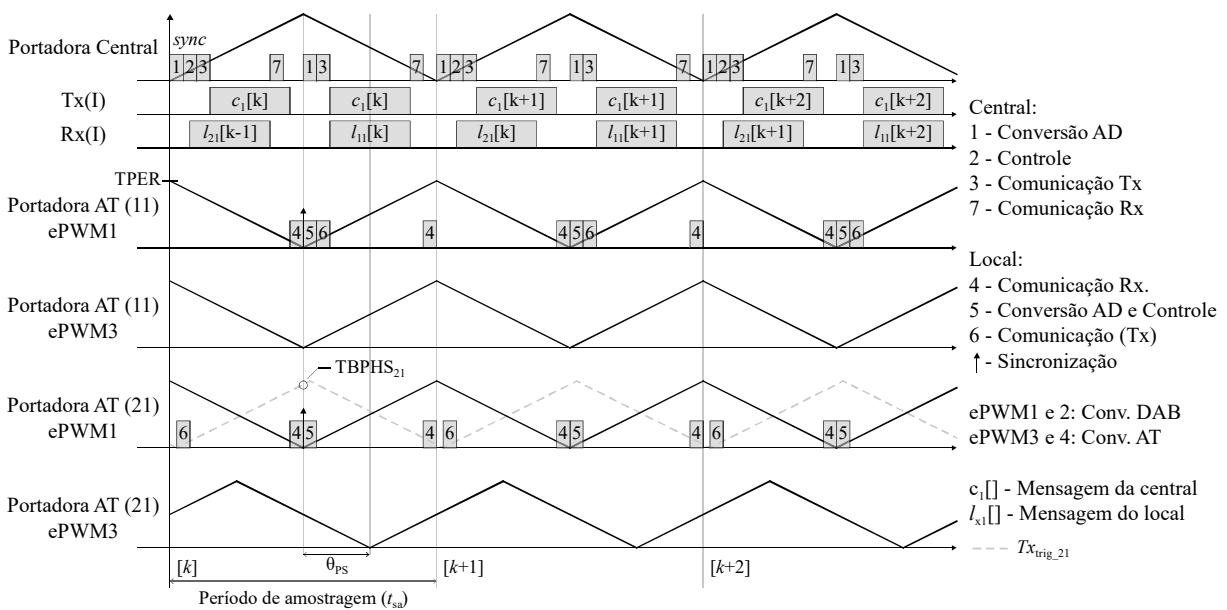 sync
Portadora Central
1 2 3 7 1 3 7 1 2 3 7 1 3 7 1 2 3 7 1 3
Tx(I)
c₁[k] c₁[k] c₁[k+1] c₁[k+1] c₁[k+2] c₁[k+2]
Rx(I)
l₂₁[k-1] l₁₁[k] l₂₁[k] l₁₁[k+1] l₂₁[k+1] l₁₁[k+2]
TPER
Portadora AT (11)
ePWM1
4 5 6 4 4 5 6 4 4 5 6
Portadora AT (11)
ePWM3
TBPHS₂₁
Portadora AT (21)
ePWM1
6 4 5 4 6 4 5 4 6 4 5
Portadora AT (21)
ePWM3
θPS
[k] [k+1] [k+2]
Período de amostragem (tsa)
Central:
1 - Conversão AD
2 - Controle
3 - Comunicação Tx
7 - Comunicação Rx
Local:
4 - Comunicação Rx.
5 - Conversão AD e Controle
6 - Comunicação (Tx)
↑ - Sincronização
ePWM1 e 2: Conv. DAB
ePWM3 e 4: Conv. AT
c₁[] - Mensagem da central
lₓ₁[] - Mensagem do local
Txtrig_21